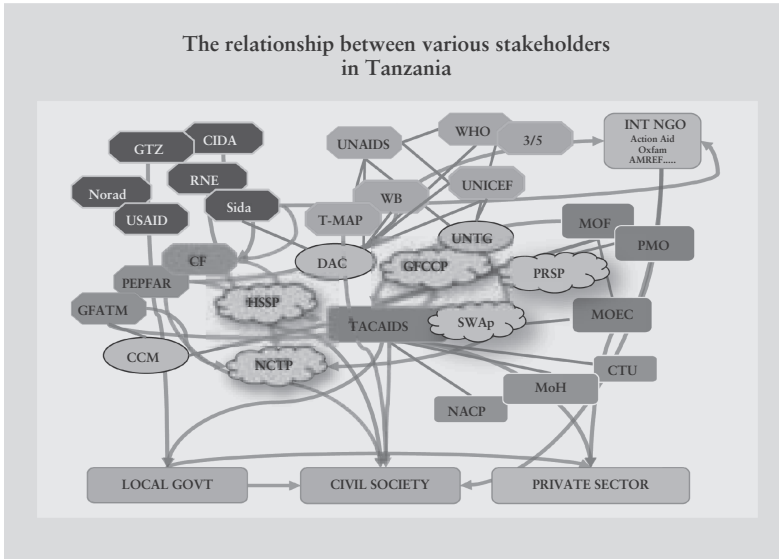 The relationship between various stakeholders
in Tanzania
CIDA
GTZ
RNE
Norad
USAID
Sida
UNAIDS
WHO
3/5
INT NGO
Action Aid
Oxfam
AMREF.....
WB
UNICEF
T-MAP
UNTG
MOF
PMO
CF
DAC
GFCCP
PRSP
PEPFAR
HSSP
GFATM
TACAIDS
SWAp
MOEC
CCM
NCTP
CTU
MoH
NACP
LOCAL GOVT
CIVIL SOCIETY
PRIVATE SECTOR